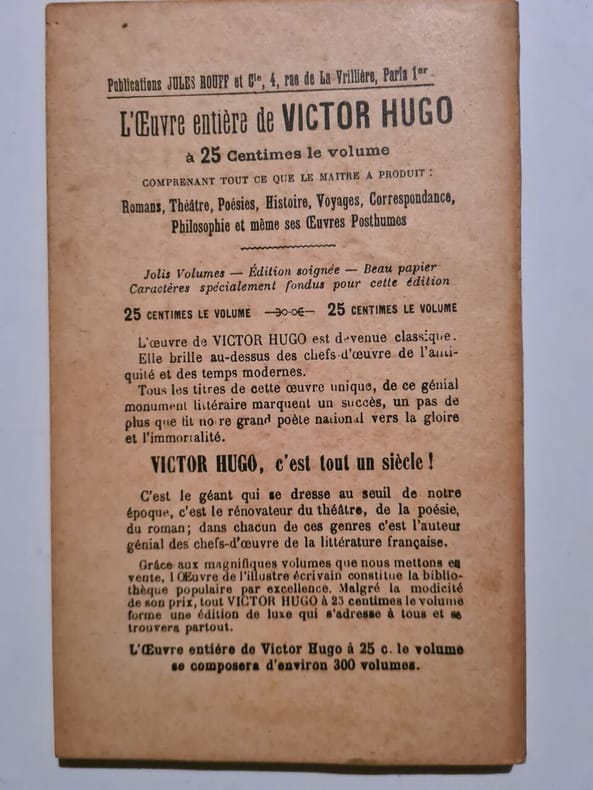 Publications JULES ROUFF et Cie, 4, rue de La Vrillière, Paris 1er.
L'Œuvre entière de VICTOR HUGO
à 25 Centimes le volume
COMPRENANT TOUT CE QUE LE MAITRE A PRODUIT :
Romans, Théâtre, Poésies, Histoire, Voyages, Correspondance,
Philosophie et même ses Œuvres Posthumes
Jolis Volumes — Édition soignée — Beau papier
Caractères spécialement fondus pour cette édition
25 CENTIMES LE VOLUME 25 CENTIMES LE VOLUME
L'œuvre de VICTOR HUGO est devenue classique.
Elle brille au-dessus des chefs-d'œuvre de l'anti-
quité et des temps modernes.
Tous les titres de cette œuvre unique, de ce génial
monument littéraire marquent un succès, un pas de
plus que fit notre grand poète national vers la gloire
et l'immortalité.
VICTOR HUGO, c'est tout un siècle !
C'est le géant qui se dresse au seuil de notre
époque, c'est le rénovateur du théâtre, de la poésie,
du roman; dans chacun de ces genres c'est l'auteur
génial des chefs-d'œuvre de la littérature française.
Grâce aux magnifiques volumes que nous mettons en
vente, l'Œuvre de l'illustre écrivain constitue la biblio-
thèque populaire par excellence. Malgré la modicité
de son prix, tout VICTOR HUGO à 25 centimes le volume
forme une édition de luxe qui s'adresse à tous et se
trouvera partout.
L'Œuvre entière de Victor Hugo à 25 c. le volume
se composera d'environ 300 volumes.